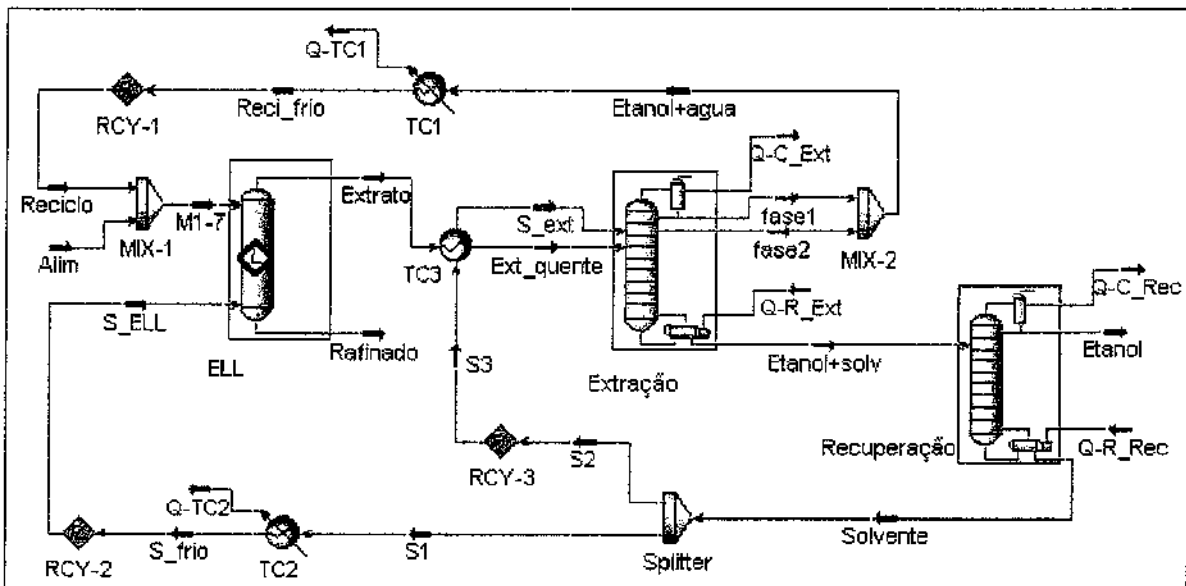 Q-TC1
Reci_frio
TC1
Etanol+agua
RCY-1
Q-C_Ext
Reciclo
M1-7
Extrato
S_ext
fase1
Alim
MIX-1
L
TC3
Ext_quente
fase2
MIX-2
Q-C_Rec
S_ELL
Q-R_Ext
Rafinado
Etanol
ELL
S3
Etanol+solv
Extração
Recuperação
Q-R_Rec
RCY-3
S2
Q-TC2
RCY-2
S_frio
TC2
S1
Splitter
Solvente